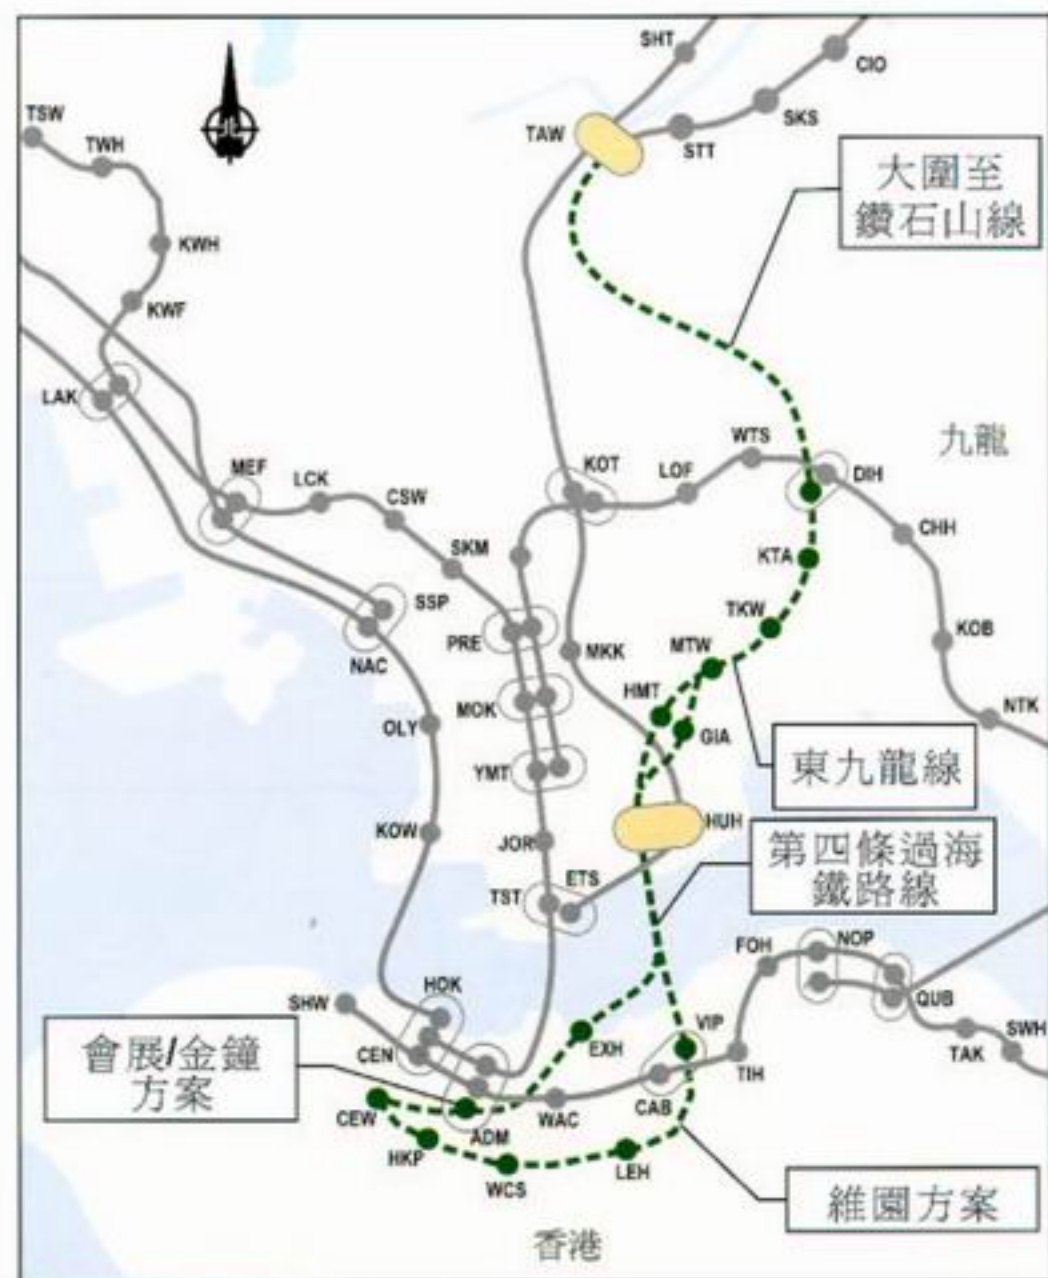 SHT
CIO
TSW
北
SKS
TAW
TWH
STT
大圍至
鑽石山線
KWH
KWF
LAK
九龍
WTS
MEF
KOT
LOF
DIH
LCK
CSW
CHH
SKM
KTA
SSP
TKW
PRE
KOB
MTW
MKK
NAC
HMT
NTK
MOK
OLY
GIA
東九龍線
YMT
HUH
KOW
JOR
第四條過海
鐵路線
ETS
TST
FOH
NOP
HOK
QUB
SHW
VIP
SWH
EXH
CEN
TAK
會展/金鐘
方案
TIH
CAB
WAC
CEW
ADM
HKP
LEH
WCS
維園方案
香港